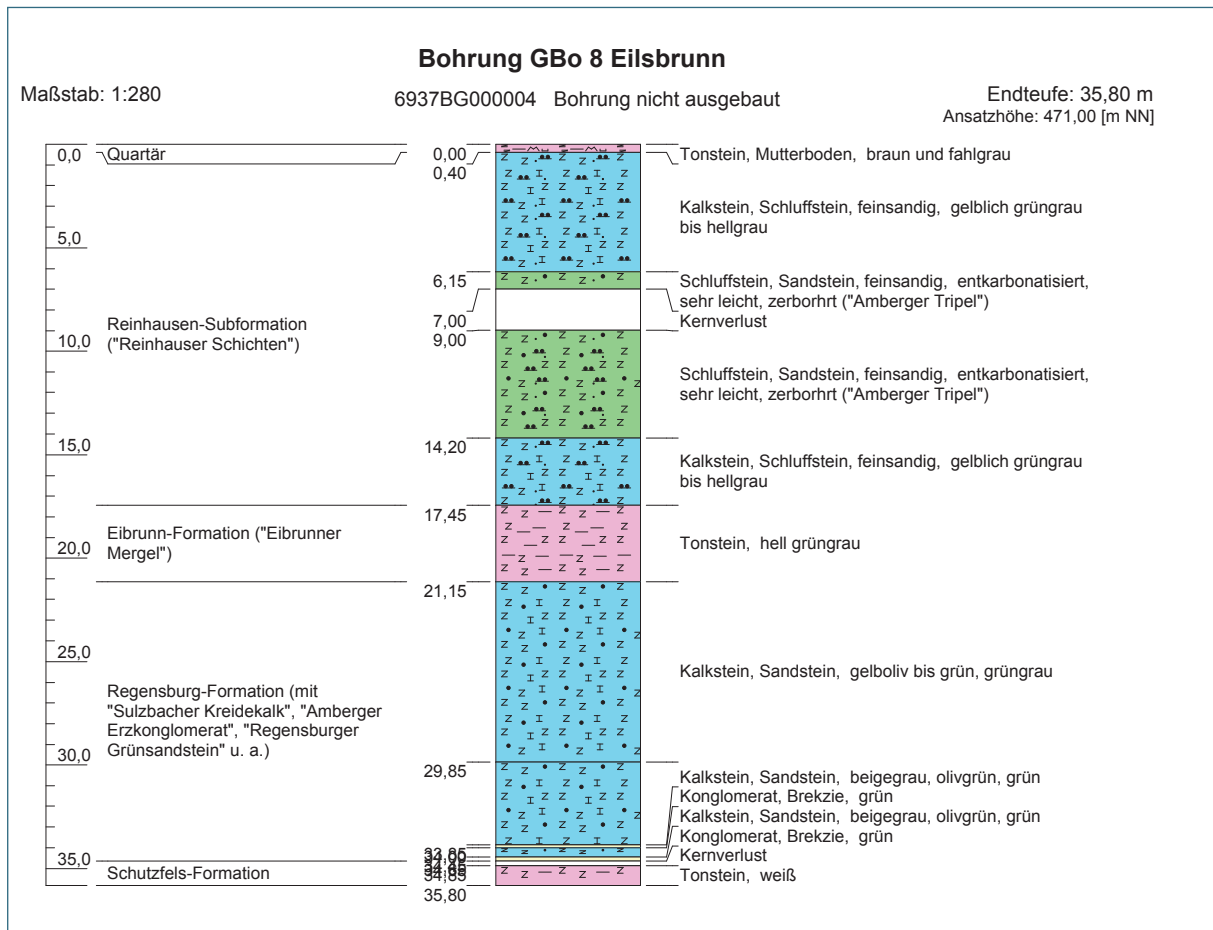 Bohrung GBo 8 Eilsbrunn
Maßstab: 1:280
6937BG000004 Bohrung nicht ausgebaut
Endteufe: 35,80 m
Ansatzhöhe: 471,00 [m NN]
0,0
Quartär
0,00
Tonstein, Mutterboden, braun und fahlgrau
0,40
Kalkstein, Schluffstein, feinsandig, gelblich grüngrau
bis hellgrau
5,0
6,15
Schluffstein, Sandstein, feinsandig, entkarbonatisiert,
sehr leicht, zerborhrt ("Amberger Tripel")
7,00
Kernverlust
Reinhausen-Subformation
("Reinhauser Schichten")
9,00
10,0
Schluffstein, Sandstein, feinsandig, entkarbonatisiert,
sehr leicht, zerborhrt ("Amberger Tripel")
14,20
15,0
Kalkstein, Schluffstein, feinsandig, gelblich grüngrau
bis hellgrau
17,45
Eibrunn-Formation ("Eibrunner
Mergel")
Tonstein, hell grüngrau
20,0
21,15
25,0
Kalkstein, Sandstein, gelboliv bis grün, grüngrau
Regensburg-Formation (mit
"Sulzbacher Kreidekalk", "Amberger
Erzkonglomerat", "Regensburger
Grünsandstein" u. a.)
30,0
29,85
Kalkstein, Sandstein, beigegrau, olivgrün, grün
Konglomerat, Brekzie, grün
Kalkstein, Sandstein, beigegrau, olivgrün, grün
Konglomerat, Brekzie, grün
Kernverlust
35,0
34,85
Schutzfels-Formation
Tonstein, weiß
35,80